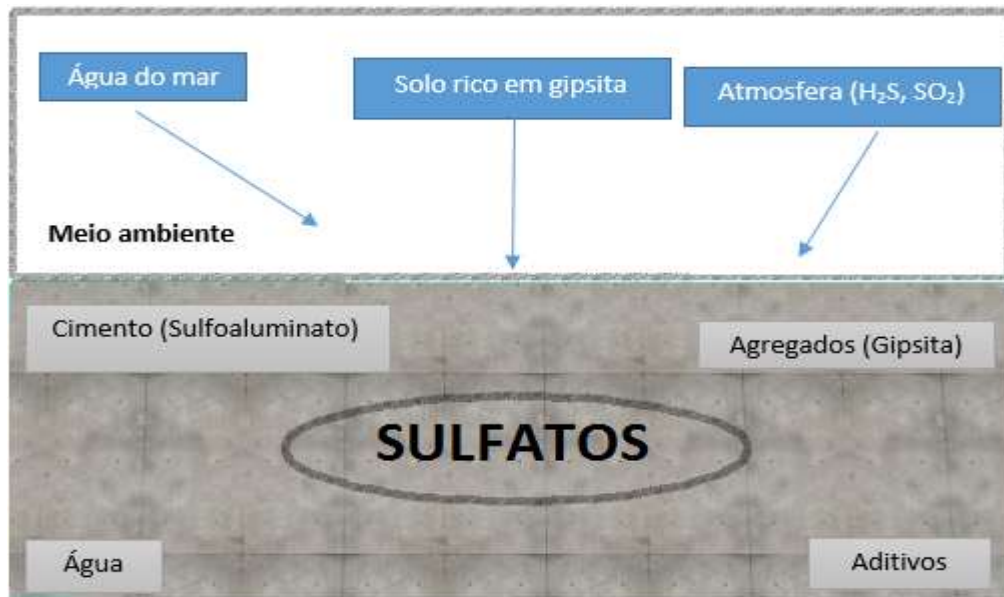 Água do mar
Solo rico em gipsita
Atmosfera (H₂S, SO₂)
Meio ambiente
Cimento (Sulfoaluminato)
Agregados (Gipsita)
SULFATOS
Água
Aditivos